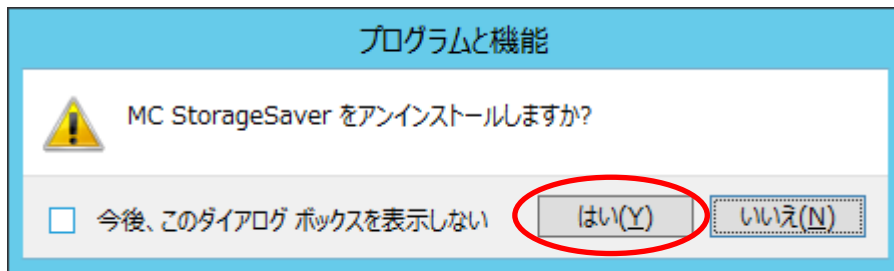 プログラムと機能
MC StorageSaver をアンインストールしますか?
今後、このダイアログ ボックスを表示しない はい(Y) いいえ(N)